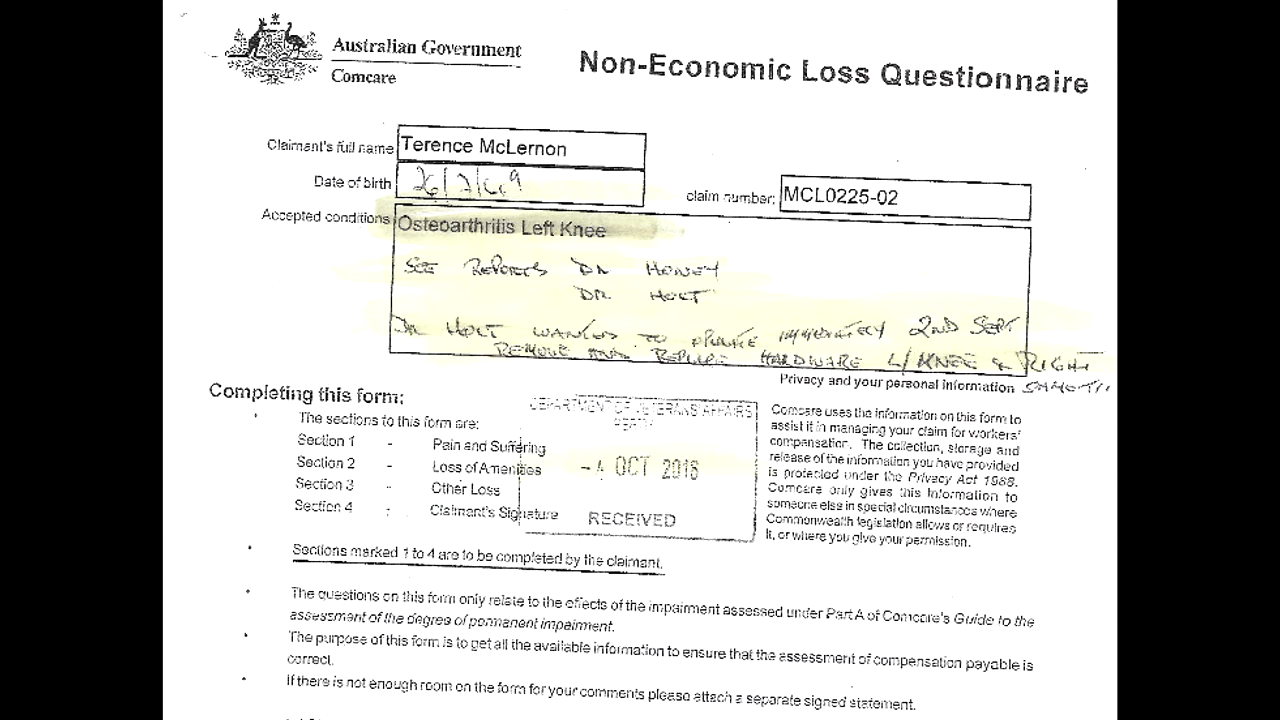 Australian Government
Comcare
Non-Economic Loss Questionnaire
Claimant's full name Terence McLernon
Date of birth
claim number: MCL0225-02
Accepted conditions Osteoarthritis Left Knee
SEE REPORTS DR HONEY
DR. HOLT
DR HOLT WANTED TO OPERATE IMMEDIATELY 2ND SEPT
REMOVE AND REPLACE HARDWARE L/KNEE & RIGHT
Privacy and your personal information
Completing this form:
The sections to this form are:
Section 1 - Pain and Suffering
Section 2 - Loss of Amenities
Section 3 - Other Loss
Section 4 - Claimant's Signature
DEPARTMENT OF VETERANS AFFAIRS
PERTH
OCT 2016
RECEIVED
Comcare uses the information on this form to
assist it in managing your claim for workers'
compensation. The collection, storage and
release of the information you have provided
is protected under the Privacy Act 1988.
Comcare only gives this information to
someone else in special circumstances where
Commonwealth legislation allows or requires
it, or where you give your permission.
• Sections marked 1 to 4 are to be completed by the claimant.
• The questions on this form only relate to the effects of the impairment assessed under Part A of Comcare's Guide to the
assessment of the degree of permanent impairment.
• The purpose of this form is to get all the available information to ensure that the assessment of compensation payable is
correct.
• If there is not enough room on the form for your comments please attach a separate signed statement.